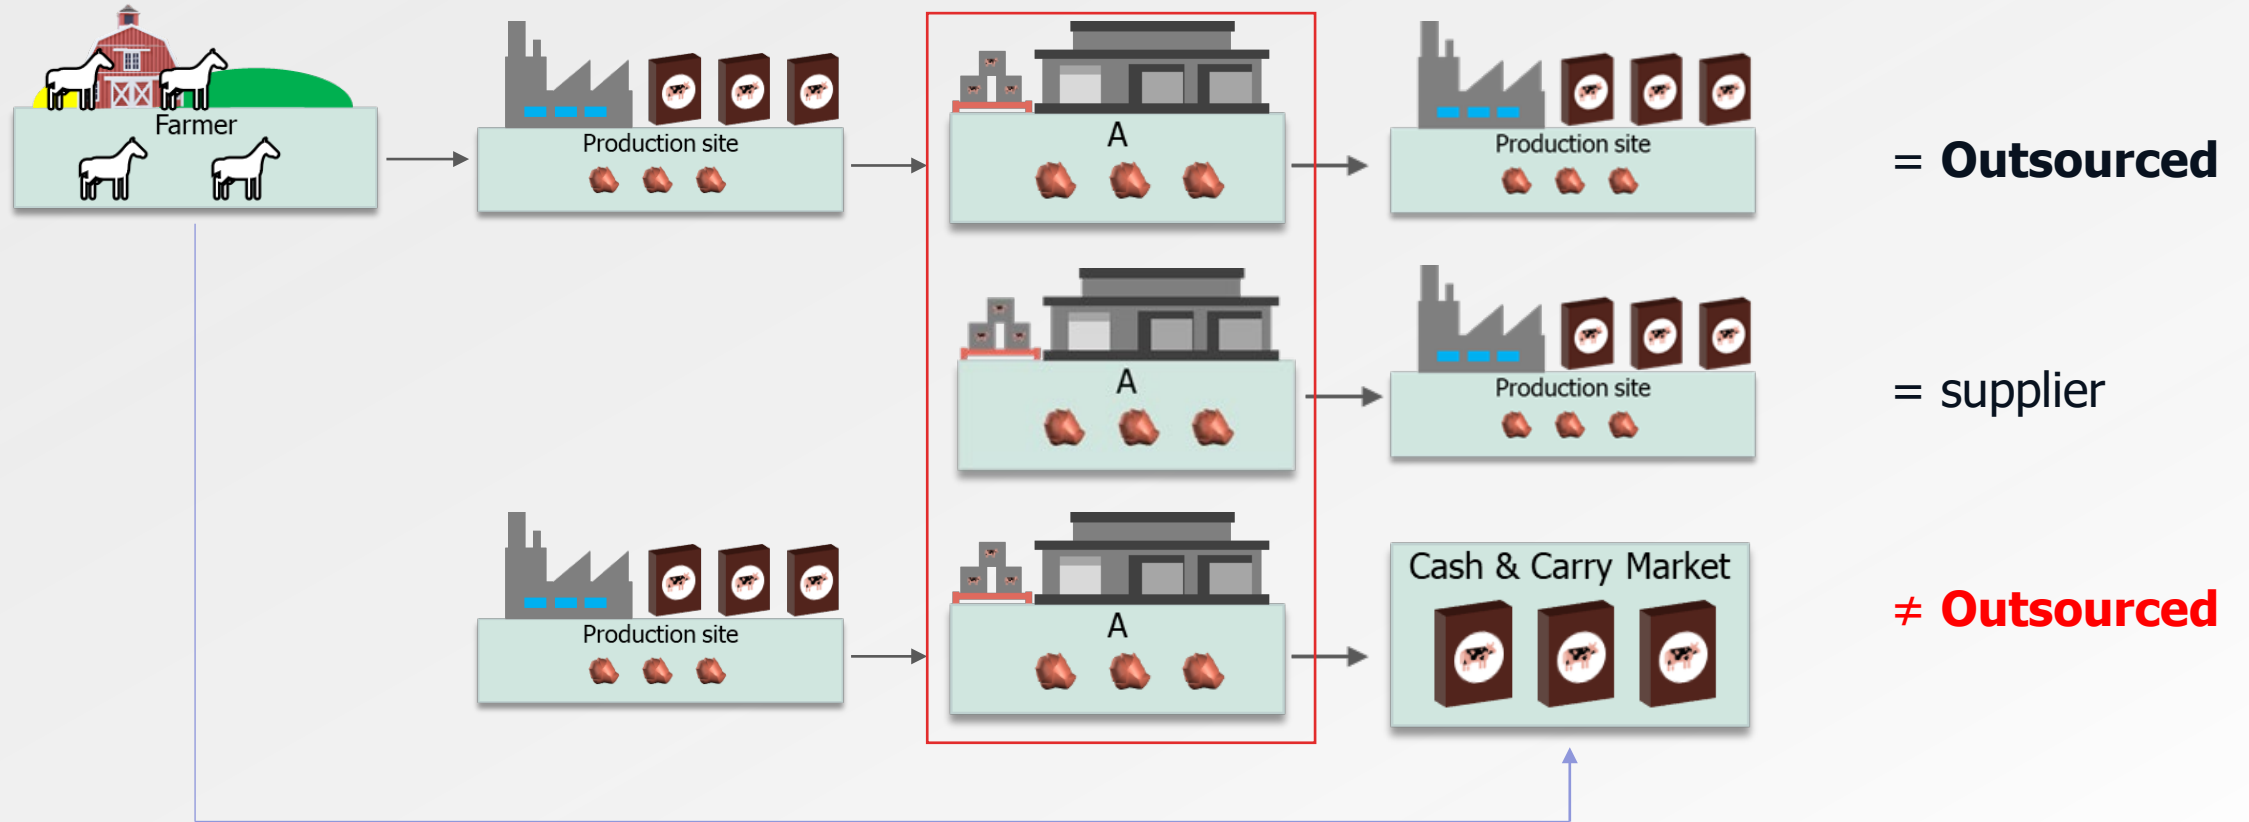 Farmer
Production site
A
Production site
= Outsourced
A
Production site
= supplier
Production site
A
Cash & Carry Market
≠ Outsourced